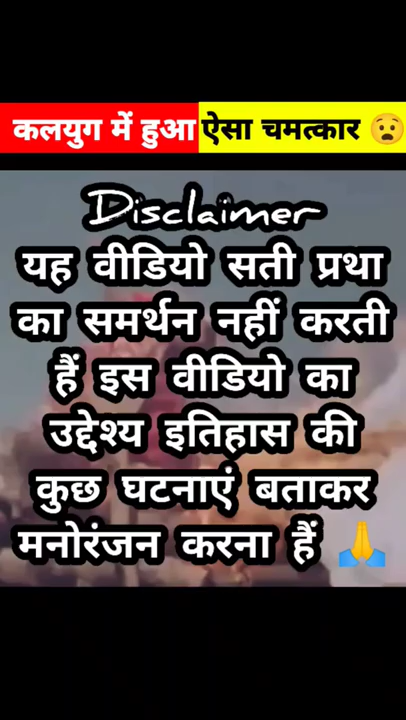 कलयुग में हुआ ऐसा चमत्कार 😧
Disclaimer
यह वीडियो सती प्रथा
का समर्थन नहीं करती
हैं इस वीडियो का
उद्देश्य इतिहास की
कुछ घटनाएं बताकर
मनोरंजन करना हैं 🙏